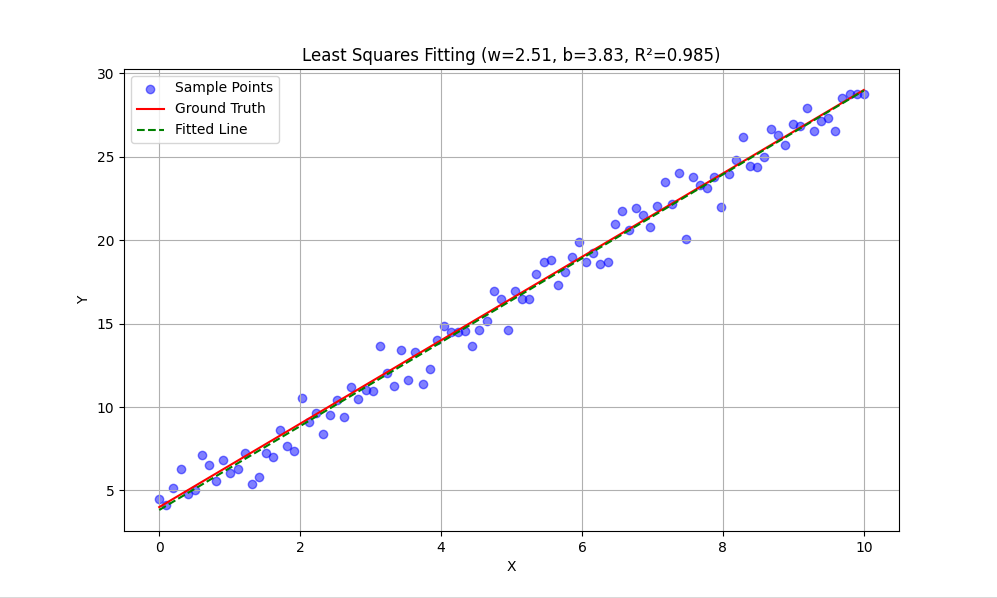 Least Squares Fitting (w=2.51, b=3.83, R²=0.985)
Sample Points
Ground Truth
Fitted Line
30
25
20
15
10
5
Y
0 2 4 6 8 10
X